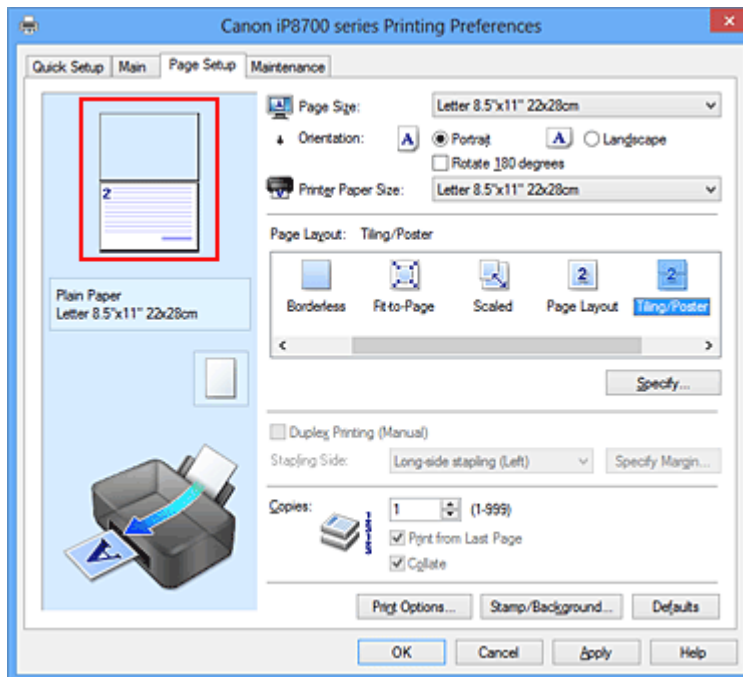 Canon iP8700 series Printing Preferences
Quick Setup Main Page Setup Maintenance
2
Page Size: Letter 8.5"x11" 22x28cm
Orientation: A Portrait A Landscape
Rotate 180 degrees
Printer Paper Size: Letter 8.5"x11" 22x28cm
Page Layout: Tiling/Poster
2 2
Borderless Fit-to-Page Scaled Page Layout Tiling/Poster
Plain Paper
Letter 8.5"x11" 22x28cm
Specify...
Duplex Printing (Manual)
Stapling Side: Long-side stapling (Left) Specify Margin...
Copies: 1 (1-999)
Print from Last Page
Collate
A
Print Options... Stamp/Background... Defaults
OK Cancel Apply Help